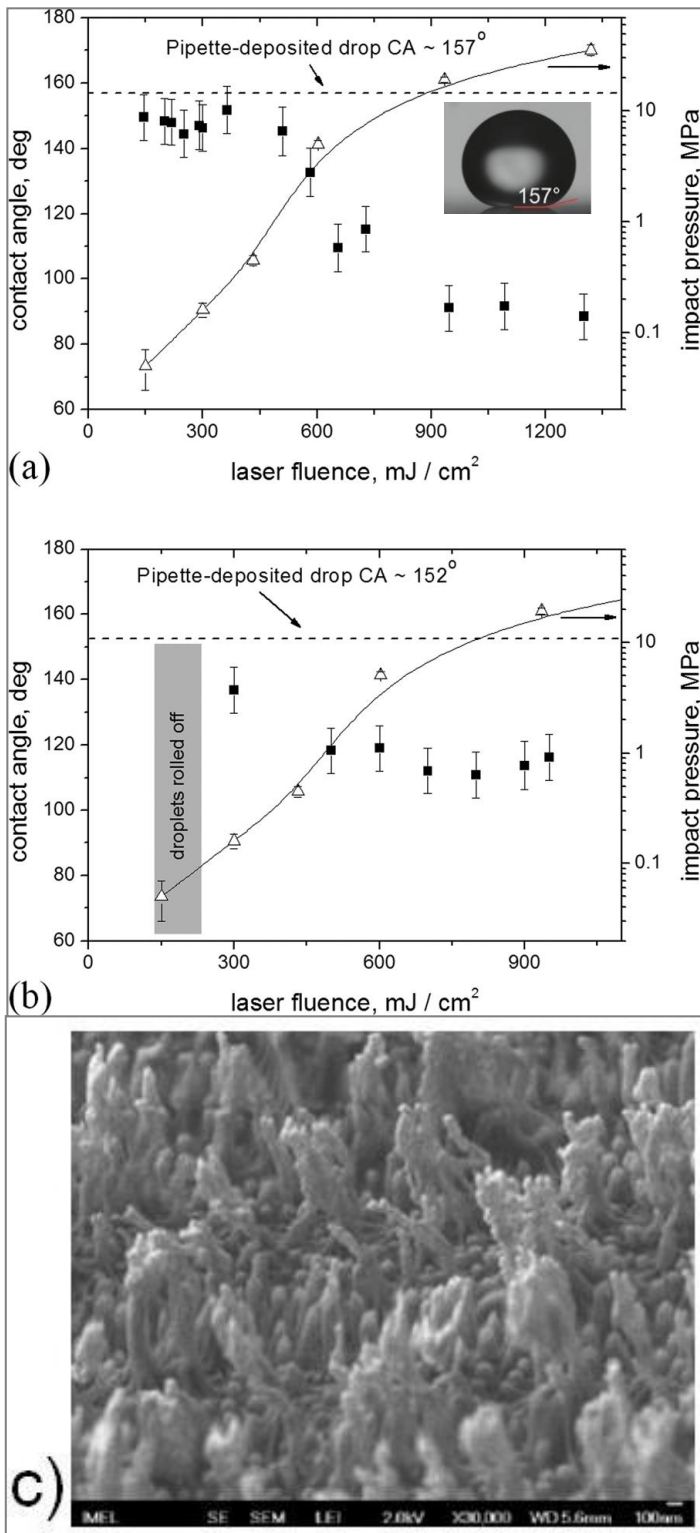 180
160
140
120
100
80
60
contact angle, deg
Pipette-deposited drop CA ~ 157°
157°
10
1
0.1
impact pressure, MPa
0 300 600 900 1200
laser fluence, mJ / cm²
(a)
180
160
140
120
100
80
60
contact angle, deg
Pipette-deposited drop CA ~ 152°
droplets rolled off
10
1
0.1
impact pressure, MPa
0 300 600 900
laser fluence, mJ / cm²
(b)
c)
IMEL SE SEM LEI 2.0kV X30,000 WD 5.6mm 100nm